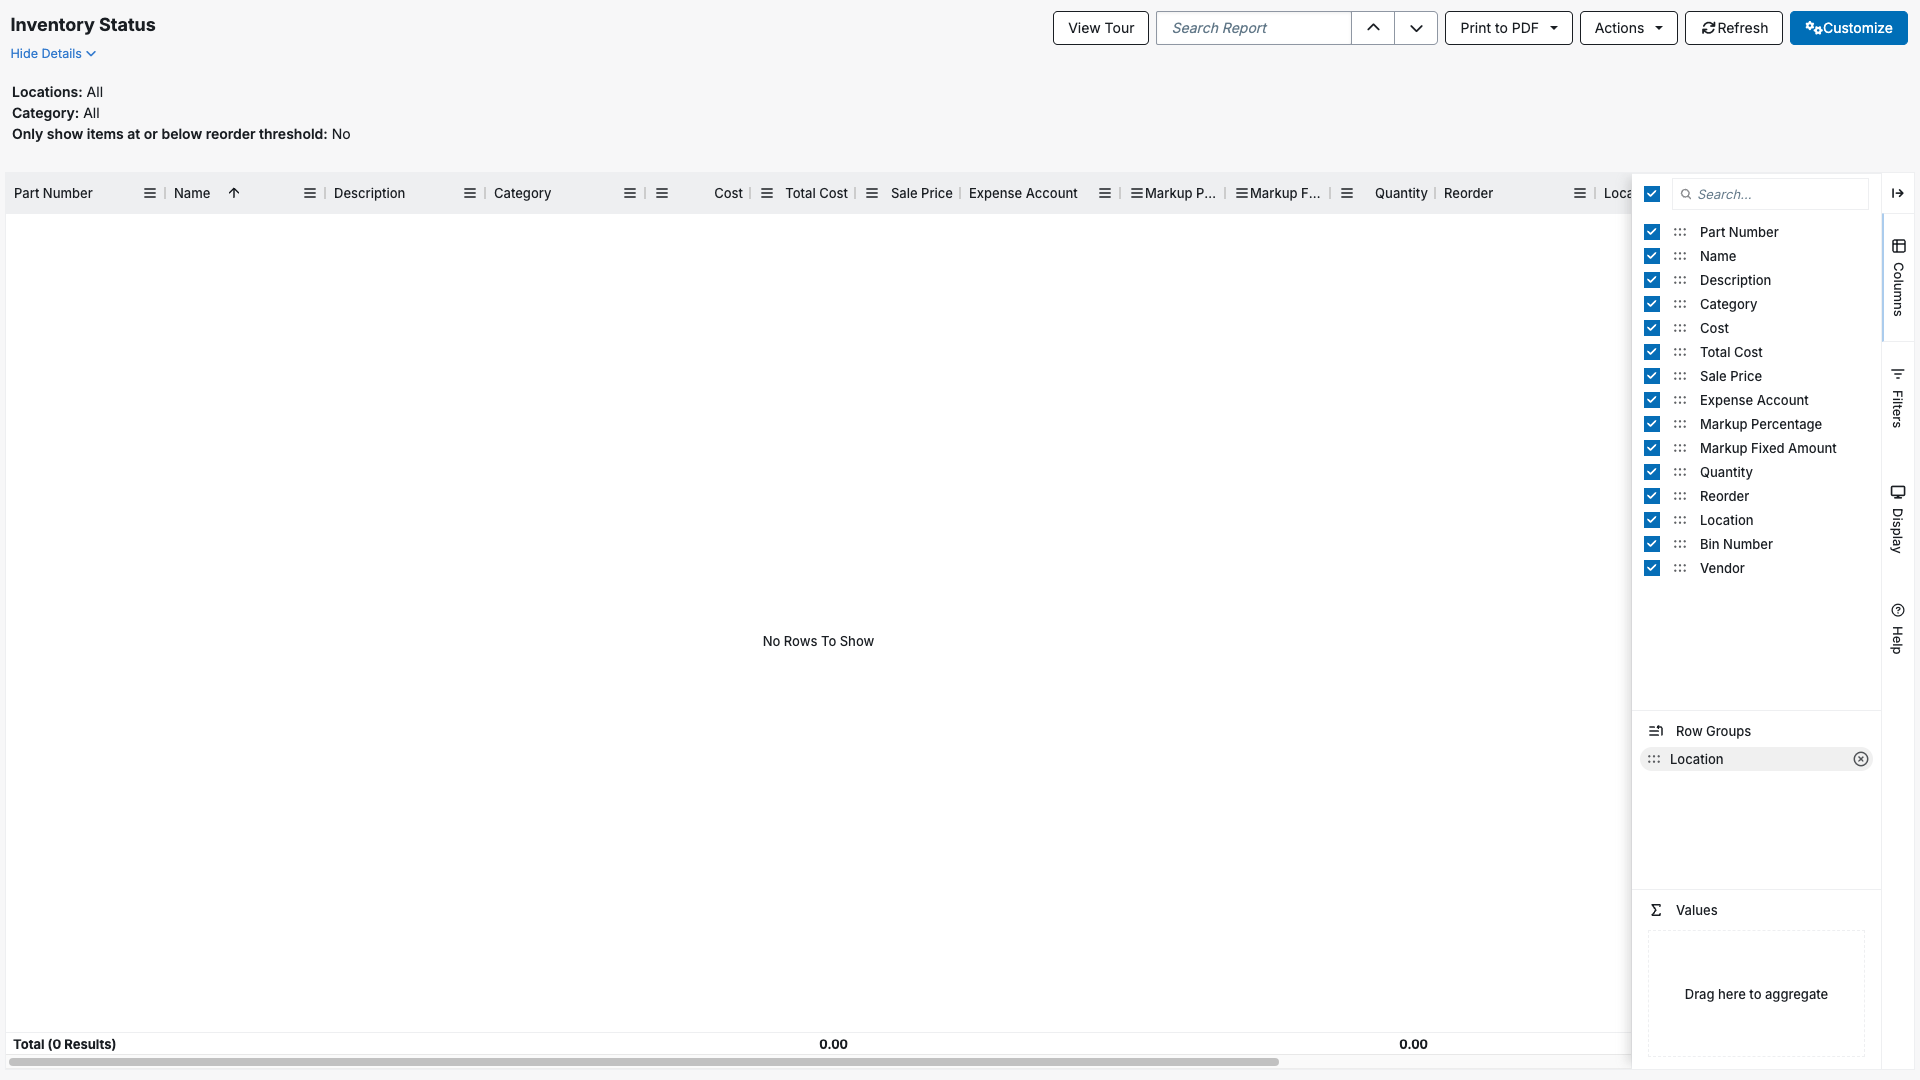 Inventory Status
View Tour
Search Report
Print to PDF
Actions
Refresh
Customize
Hide Details
Locations: All
Category: All
Only show items at or below reorder threshold: No
Part Number
Name
Description
Category
Cost
Total Cost
Sale Price
Expense Account
Markup P...
Markup F...
Quantity
Reorder
Loca
Search...
Part Number
Name
Description
Category
Cost
Total Cost
Sale Price
Expense Account
Markup Percentage
Markup Fixed Amount
Quantity
Reorder
Location
Bin Number
Vendor
Columns
Filters
Display
Help
No Rows To Show
Row Groups
Location
Values
Drag here to aggregate
Total (0 Results)
0.00
0.00